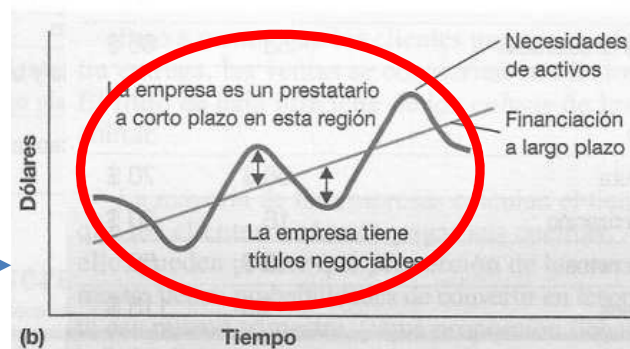 Necesidades
de activos
La empresa es un prestatario
a corto plazo en esta región
Financiación
a largo plazo
Dólares
La empresa tiene
títulos negociables
(b)
Tiempo